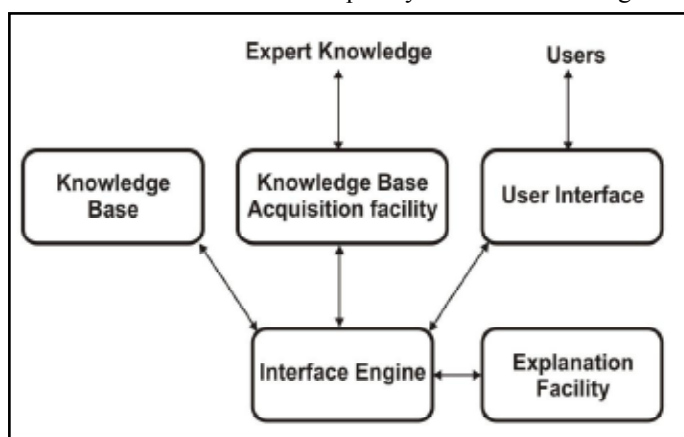 Expert Knowledge
Users
Knowledge
Base
Knowledge Base
Acquisition facility
User Interface
Interface Engine
Explanation
Facility